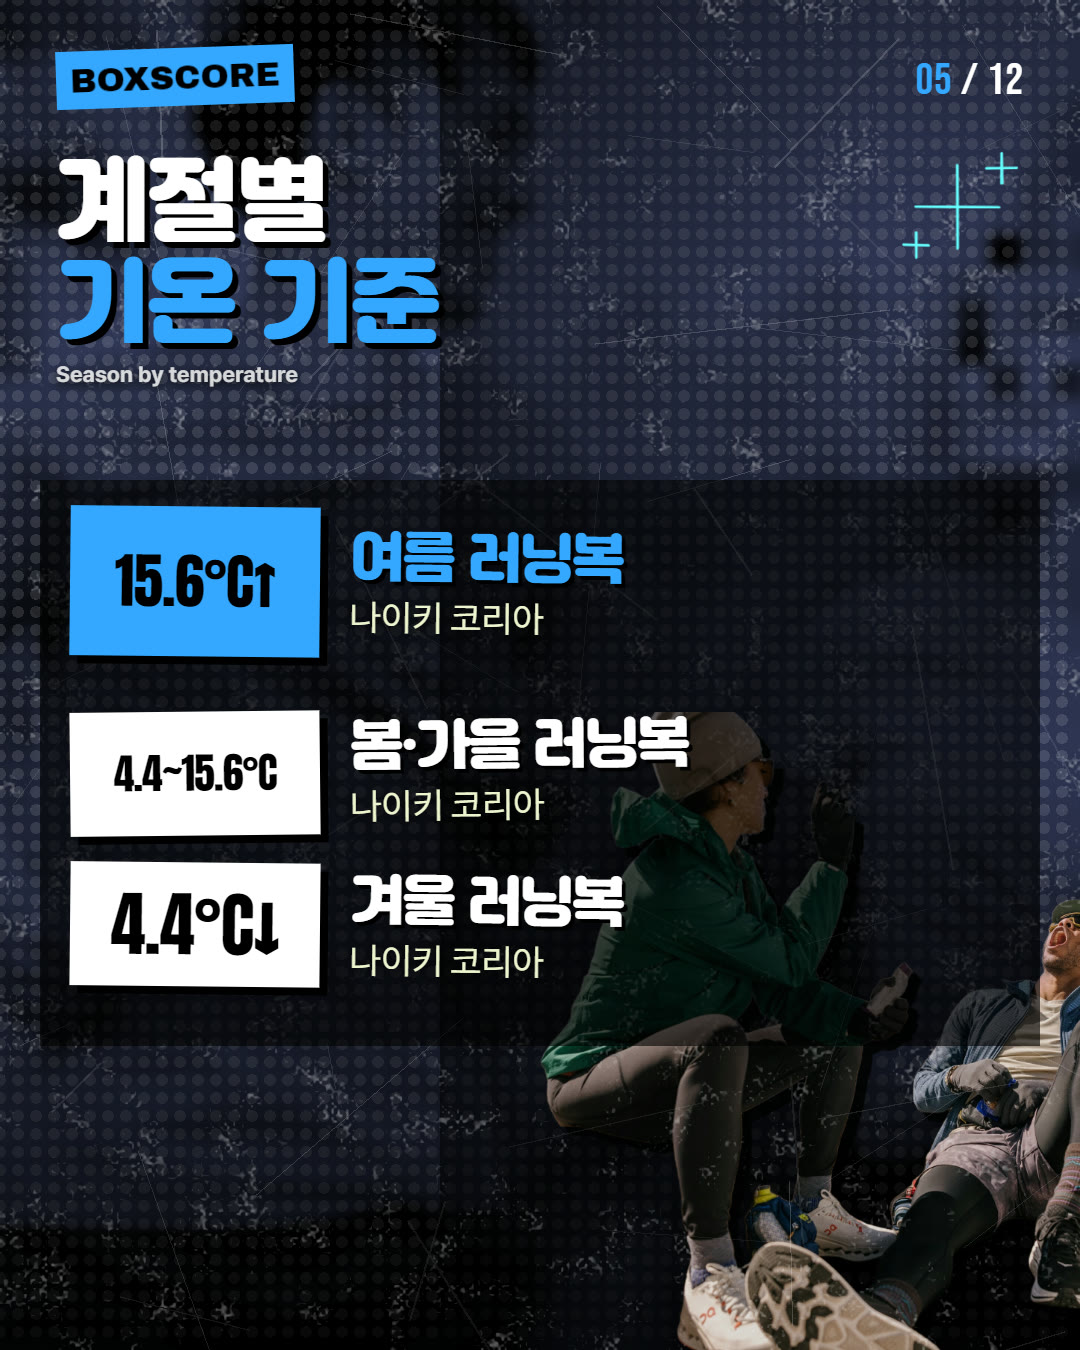 BOXSCORE
05 / 12
계절별
기온 기준
Season by temperature
15.6°C↑
여름 러닝복
나이키 코리아
4.4~15.6°C
봄·가을 러닝복
나이키 코리아
4.4°C↓
겨울 러닝복
나이키 코리아